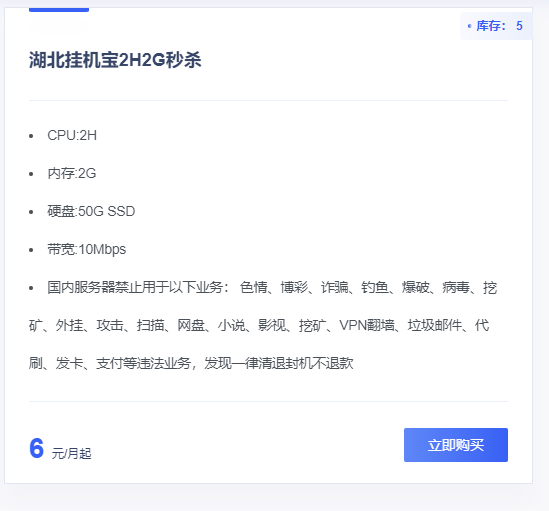 库存： 5
湖北挂机宝2H2G秒杀
CPU:2H
内存:2G
硬盘:50G SSD
带宽:10Mbps
国内服务器禁止用于以下业务： 色情、博彩、诈骗、钓鱼、爆破、病毒、挖
矿、外挂、攻击、扫描、网盘、小说、影视、挖矿、VPN翻墙、垃圾邮件、代
刷、发卡、支付等违法业务，发现一律清退封机不退款
6 元/月起
立即购买